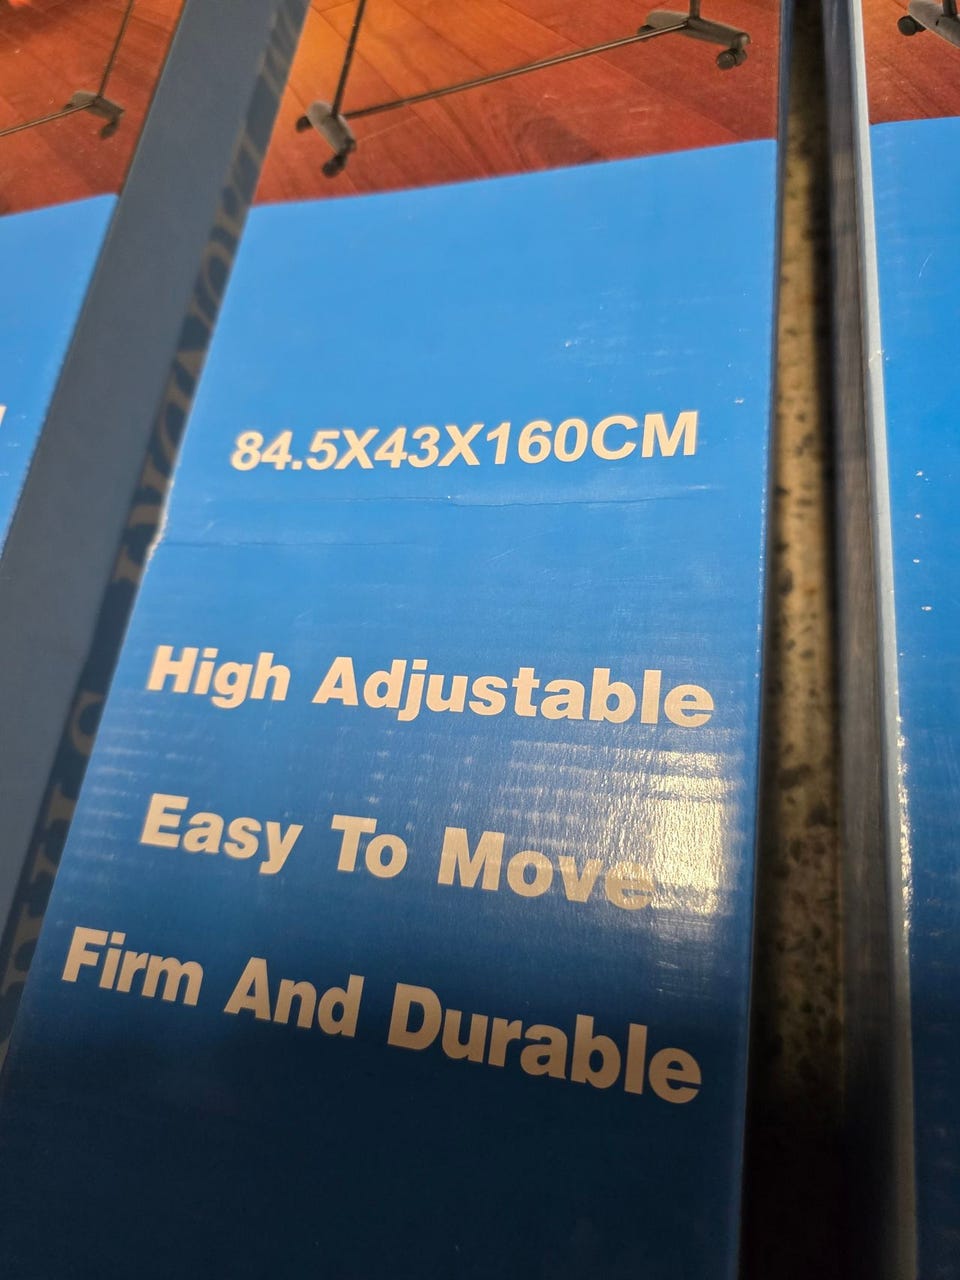 84.5X43X160CM
High Adjustable
Easy To Move
Firm And Durable